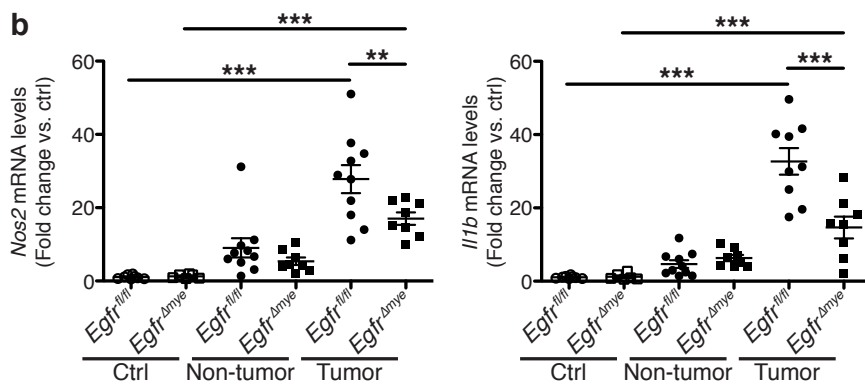 b
Nos2 mRNA levels
(Fold change vs. ctrl)
60
40
20
0
***
***
**
Egfr^fl/fl
Egfr^Δmye
Egfr^fl/fl
Egfr^Δmye
Egfr^fl/fl
Egfr^Δmye
Ctrl
Non-tumor
Tumor
Il1b mRNA levels
(Fold change vs. ctrl)
60
40
20
0
***
***
***
Egfr^fl/fl
Egfr^Δmye
Egfr^fl/fl
Egfr^Δmye
Egfr^fl/fl
Egfr^Δmye
Ctrl
Non-tumor
Tumor